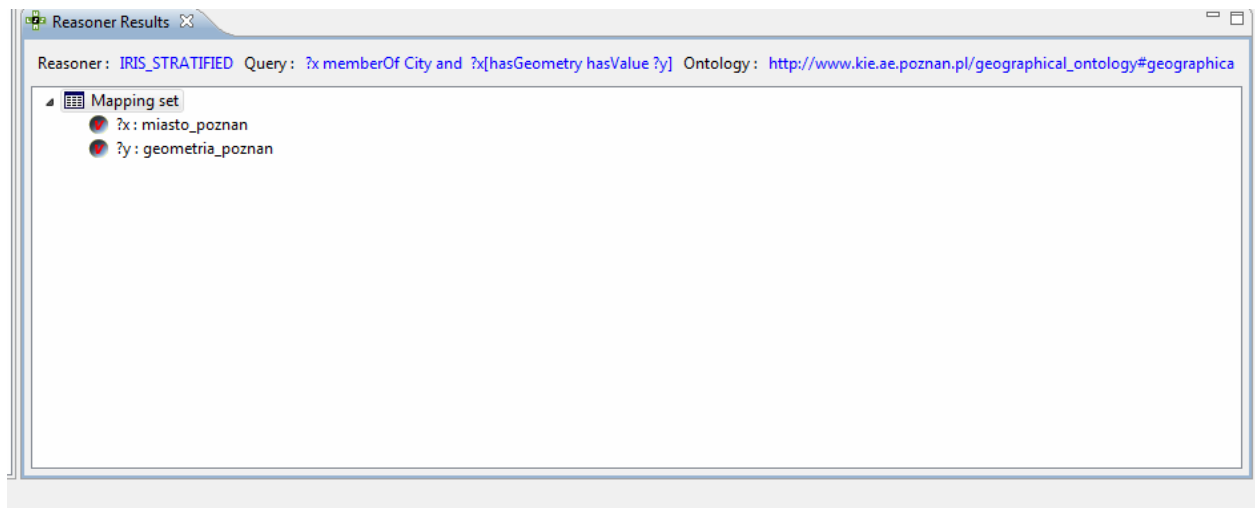 Reasoner Results
Reasoner : IRIS_STRATIFIED Query : ?x memberOf City and ?x[hasGeometry hasValue ?y] Ontology : http://www.kie.ae.poznan.pl/geographical_ontology#geographica
Mapping set
?x : miasto_poznan
?y : geometria_poznan